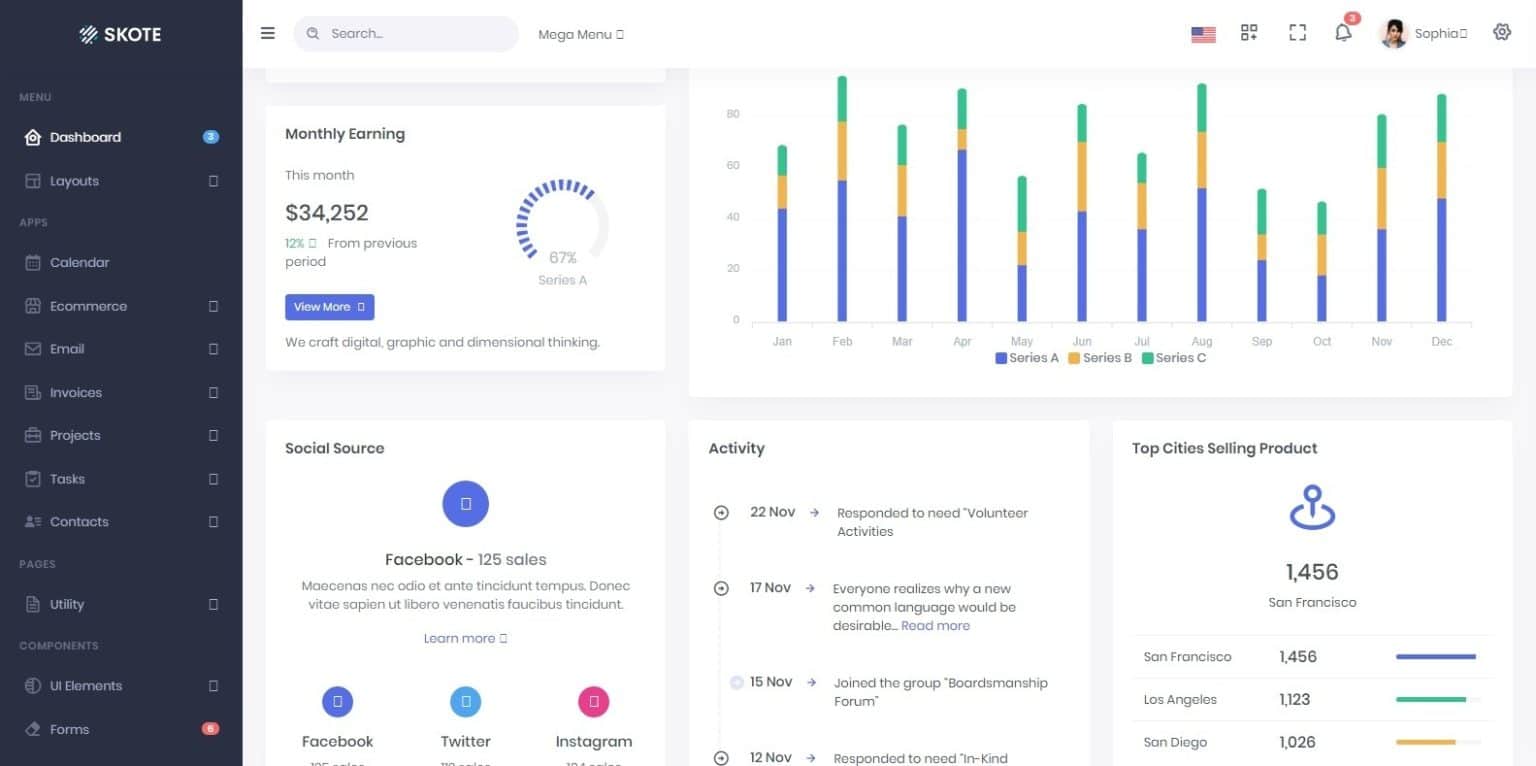 SKOTE
Search...
Mega Menu
3
Sophia
MENU
Dashboard
3
Layouts
APPS
Calendar
Ecommerce
Email
Invoices
Projects
Tasks
Contacts
PAGES
Utility
COMPONENTS
UI Elements
Forms
6
Monthly Earning
This month
$34,252
12% From previous
period
View More
We craft digital, graphic and dimensional thinking.
67%
Series A
80
60
40
20
0
Jan Feb Mar Apr May Jun Jul Aug Sep Oct Nov Dec
Series A Series B Series C
Social Source
Facebook - 125 sales
Maecenas nec odio et ante tincidunt tempus. Donec
vitae sapien ut libero venenatis faucibus tincidunt.
Learn more
Facebook Twitter Instagram
Activity
22 Nov Responded to need "Volunteer
Activities
17 Nov Everyone realizes why a new
common language would be
desirable... Read more
15 Nov Joined the group "Boardsmanship
Forum"
12 Nov Responded to need "In-Kind
Top Cities Selling Product
1,456
San Francisco
San Francisco 1,456
Los Angeles 1,123
San Diego 1,026